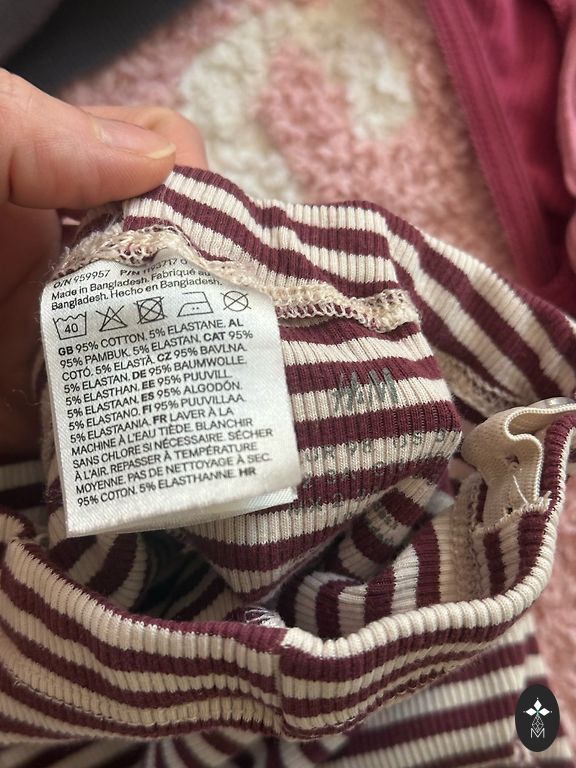 O/N 959957 P/N
Made in Bangladesh. Fabriqué au
Bangladesh. Hecho en Bangladesh.
40
GB 95% COTTON. 5% ELASTANE. AL
95% PAMBUK. 5% ELASTAN. CAT 95%
COTÓ. 5% ELASTÀ. CZ 95% BAVLNA.
5% ELASTAN. DE 95% BAUMWOLLE.
5% ELASTHAN. EE 95% PUUVILL.
5% ELASTAAN. ES 95% ALGODÓN.
5% ELASTANO. FI 95% PUUVILLAA.
5% ELASTAANIA. FR LAVER À LA
MACHINE À L'EAU TIÈDE. BLANCHIR
SANS CHLORE SI NÉCESSAIRE. SÉCHER
À L'AIR. REPASSER À TEMPÉRATURE
MOYENNE. PAS DE NETTOYAGE À SEC.
95% COTON. 5% ELASTHANNE. HR
H&M
M